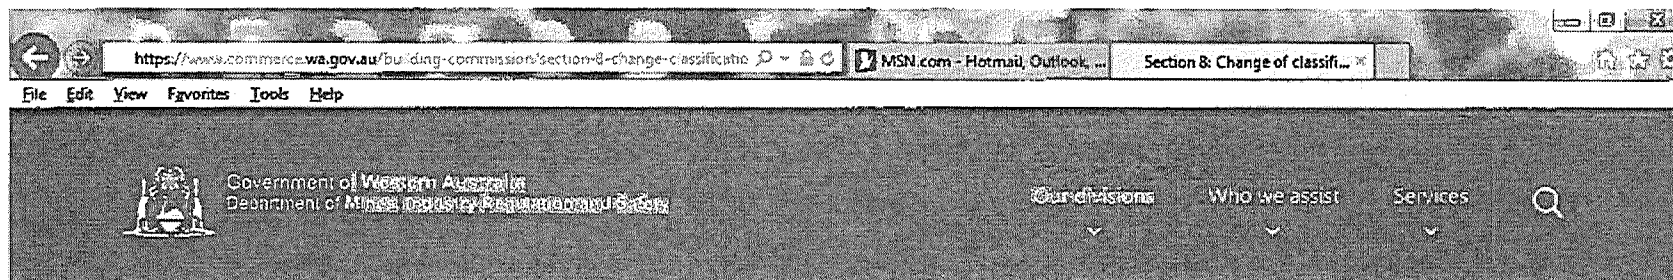 https://www.commerce.wa.gov.au/building-commission/section-8-change-classificatio
MSN.com - Hotmail, Outlook, ...
Section 8: Change of classifi...
File Edit View Favorites Tools Help
Government of Western Australia
Department of Mines, Industry Regulation and Safety
Our divisions
Who we assist
Services